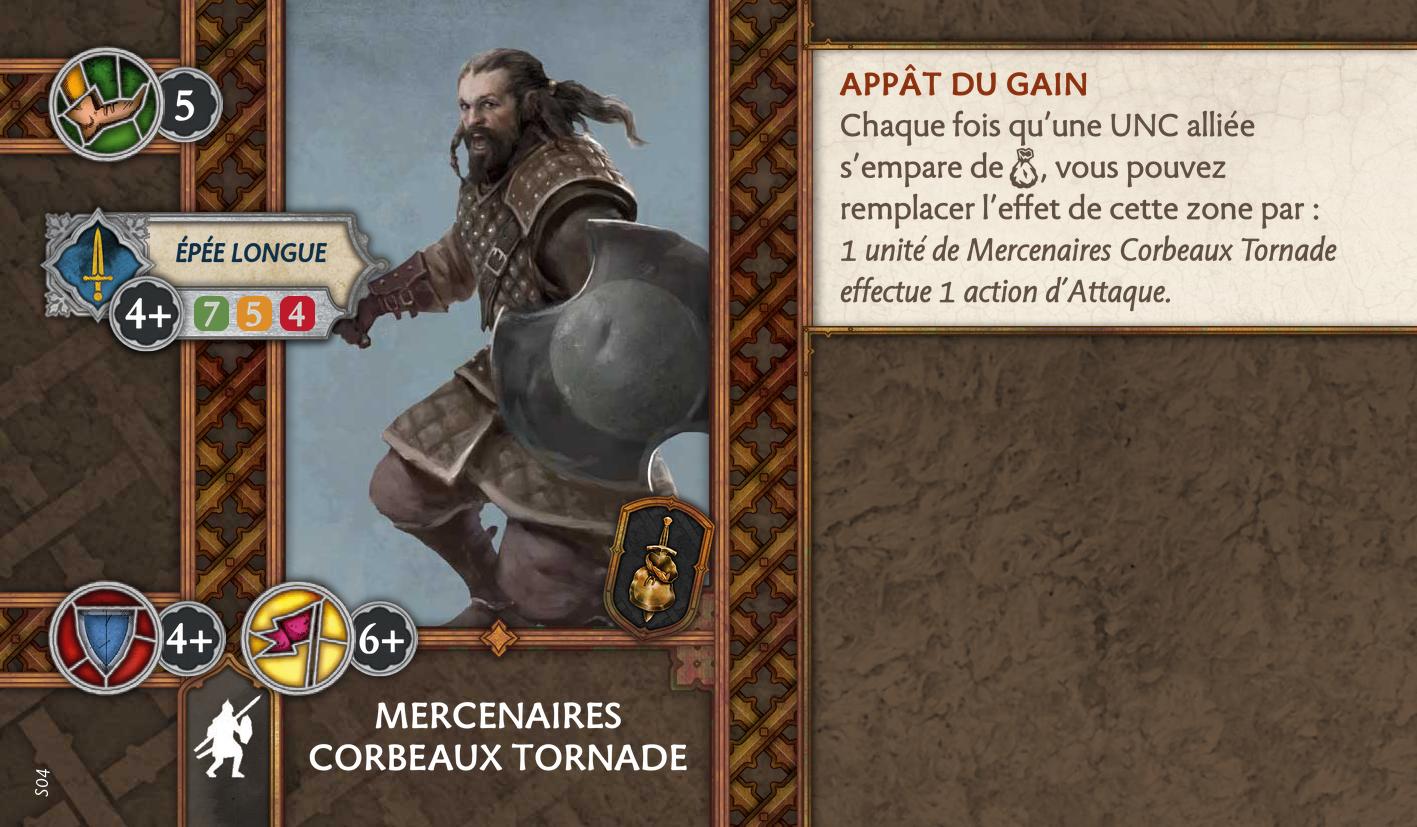 5
ÉPÉE LONGUE
4+ 7 5 4
4+ 6+
MERCENAIRES
CORBEAUX TORNADE
S04
APPÂT DU GAIN
Chaque fois qu’une UNC alliée
s’empare de , vous pouvez
remplacer l’effet de cette zone par :
1 unité de Mercenaires Corbeaux Tornade
effectue 1 action d’Attaque.